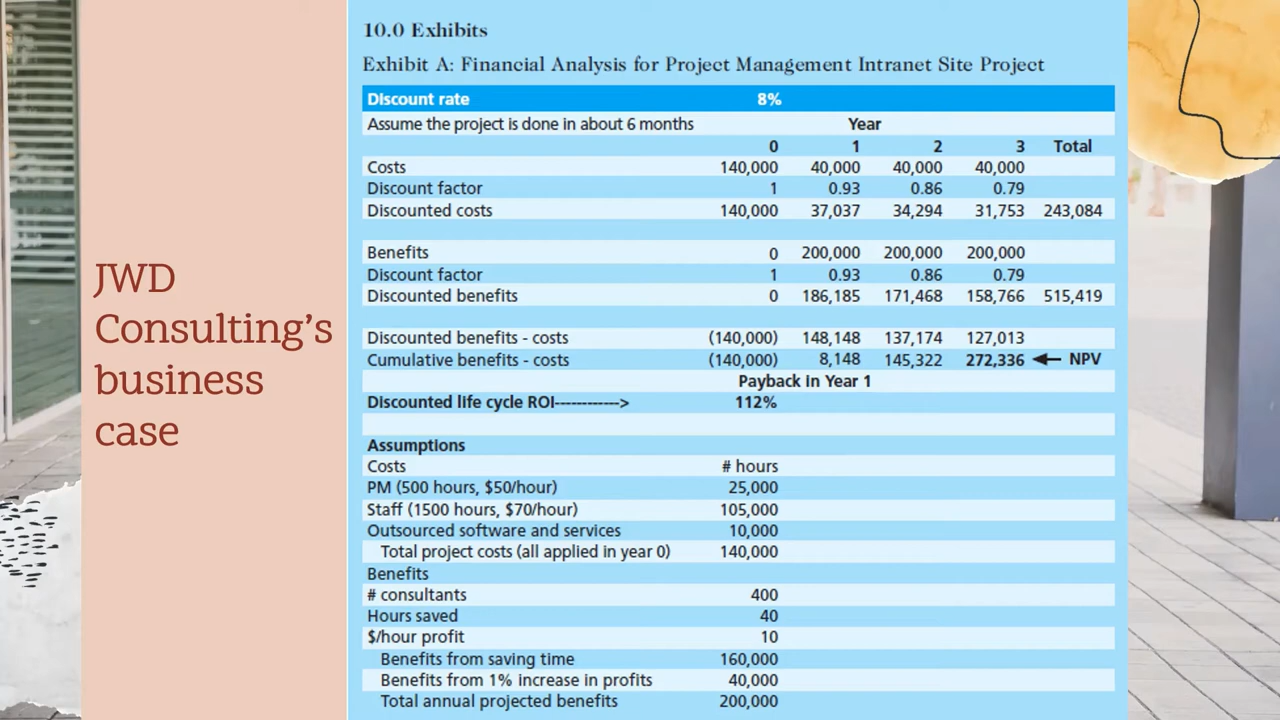 JWD
Consulting's
business
case
10.0 Exhibits
Exhibit A: Financial Analysis for Project Management Intranet Site Project
Discount rate 8%
Assume the project is done in about 6 months Year
0 1 2 3 Total
Costs 140,000 40,000 40,000 40,000
Discount factor 1 0.93 0.86 0.79
Discounted costs 140,000 37,037 34,294 31,753 243,084
Benefits 0 200,000 200,000 200,000
Discount factor 1 0.93 0.86 0.79
Discounted benefits 0 186,185 171,468 158,766 515,419
Discounted benefits - costs (140,000) 148,148 137,174 127,013
Cumulative benefits - costs (140,000) 8,148 145,322 272,336 ← NPV
Payback in Year 1
Discounted life cycle ROI------------> 112%
Assumptions
Costs # hours
PM (500 hours, $50/hour) 25,000
Staff (1500 hours, $70/hour) 105,000
Outsourced software and services 10,000
Total project costs (all applied in year 0) 140,000
Benefits
# consultants 400
Hours saved 40
$/hour profit 10
Benefits from saving time 160,000
Benefits from 1% increase in profits 40,000
Total annual projected benefits 200,000